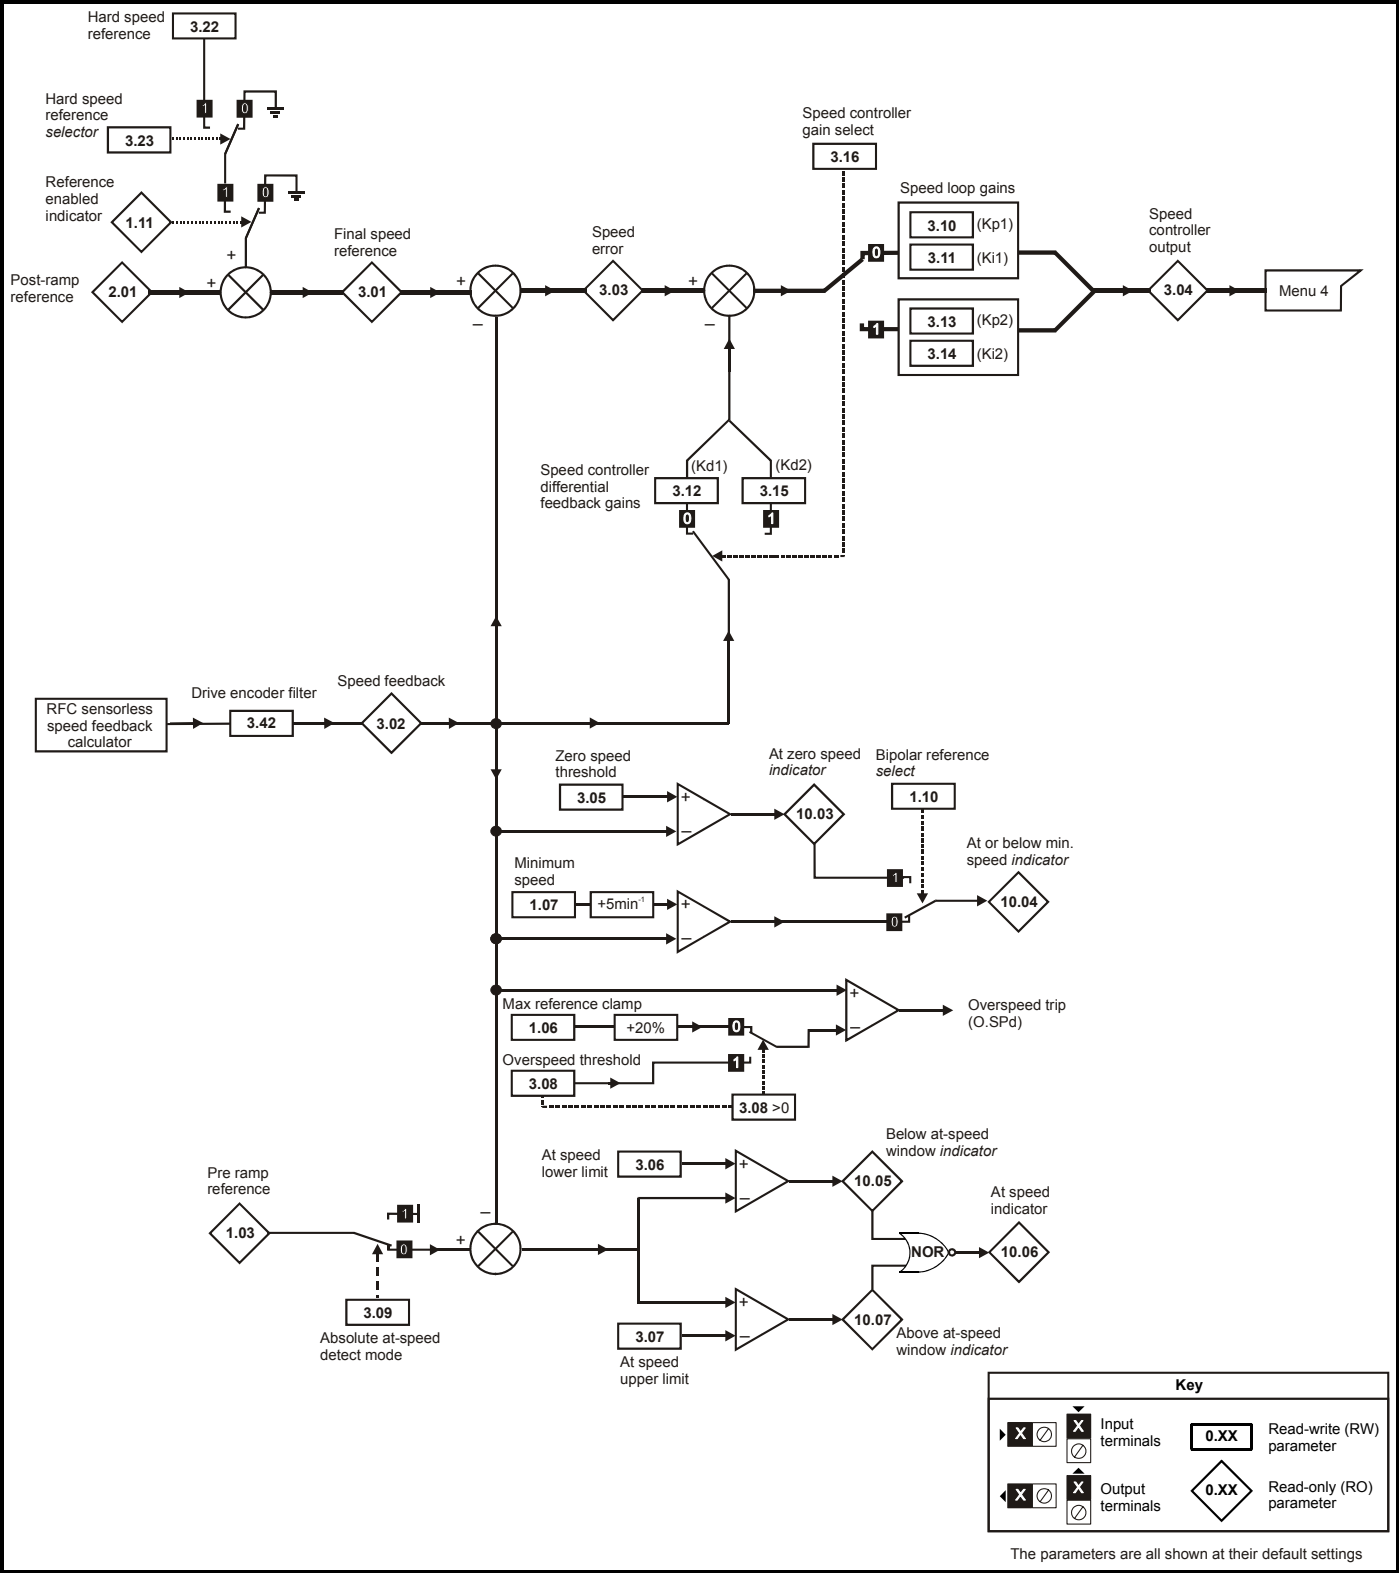 Hard speed
reference
3.22
1
0
Hard speed
reference
selector
3.23
Reference
enabled
indicator
1.11
1
0
+
Post-ramp
reference
2.01
+
Final speed
reference
3.01
+
–
Speed
error
3.03
+
–
Speed controller
gain select
3.16
Speed loop gains
0
3.10 (Kp1)
3.11 (Ki1)
1
3.13 (Kp2)
3.14 (Ki2)
Speed
controller
output
3.04
Menu 4
Speed controller
differential
feedback gains
(Kd1)
3.12
0
(Kd2)
3.15
1
RFC sensorless
speed feedback
calculator
Drive encoder filter
3.42
Speed feedback
3.02
Zero speed
threshold
3.05
+
–
At zero speed
indicator
10.03
Bipolar reference
select
1.10
At or below min.
speed indicator
10.04
1
0
Minimum
speed
1.07
+5min-1
+
–
Max reference clamp
1.06
+20%
0
Overspeed threshold
3.08
1
3.08 >0
+
–
Overspeed trip
(O.SPd)
Pre ramp
reference
1.03
1
0
3.09
Absolute at-speed
detect mode
+
–
At speed
lower limit
3.06
+
–
Below at-speed
window indicator
10.05
At speed
indicator
NOR
10.06
+
–
3.07
At speed
upper limit
10.07
Above at-speed
window indicator
Key
X
X
Input
terminals
0.XX
Read-write (RW)
parameter
X
X
Output
terminals
0.XX
Read-only (RO)
parameter
The parameters are all shown at their default settings